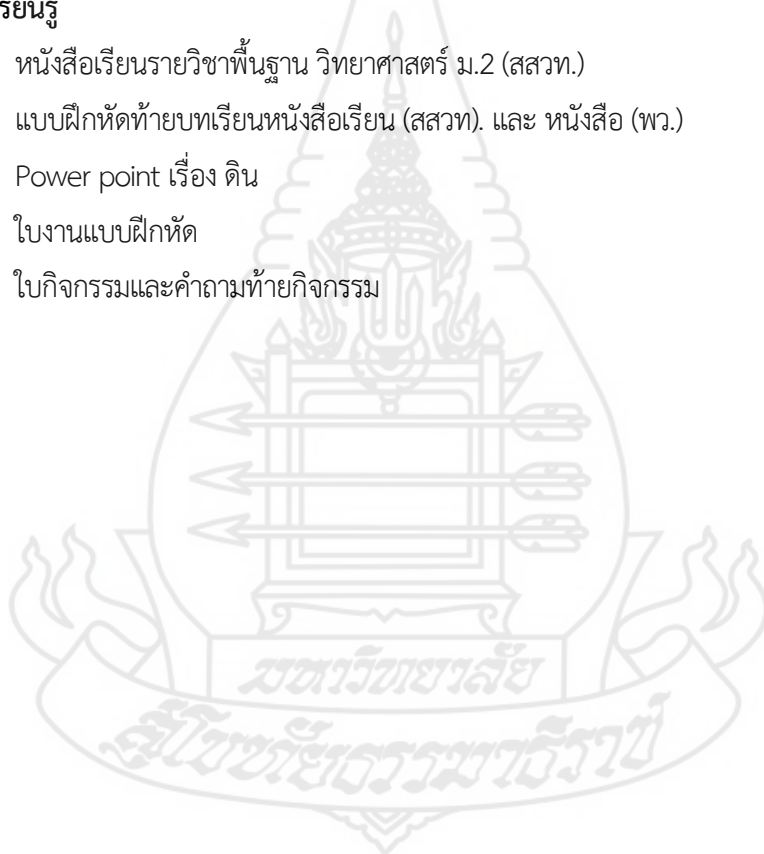 รียนรู้
หนังสือเรียนรายวิชาพื้นฐาน วิทยาศาสตร์ ม.2 (สสวท.)
แบบฝึกหัดท้ายบทเรียนหนังสือเรียน (สสวท). และ หนังสือ (พว.)
Power point เรื่อง ดิน
ใบงานแบบฝึกหัด
ใบกิจกรรมและคำถามท้ายกิจกรรม
มหาวิทยาลัย
สุโขทัยธรรมาธิราช